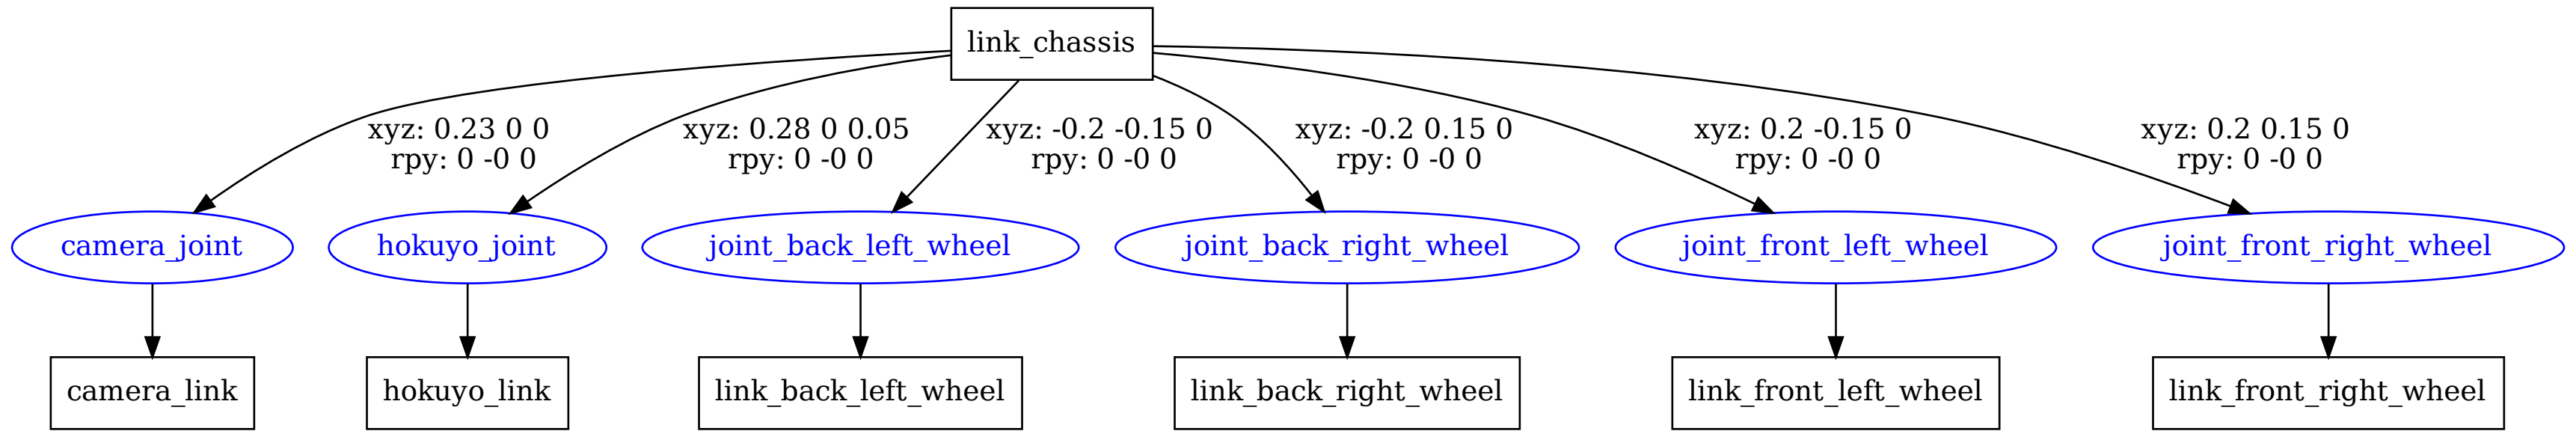 link_chassis
xyz: 0.23 0 0
rpy: 0 -0 0
xyz: 0.28 0 0.05
rpy: 0 -0 0
xyz: -0.2 -0.15 0
rpy: 0 -0 0
xyz: -0.2 0.15 0
rpy: 0 -0 0
xyz: 0.2 -0.15 0
rpy: 0 -0 0
xyz: 0.2 0.15 0
rpy: 0 -0 0
camera_joint
hokuyo_joint
joint_back_left_wheel
joint_back_right_wheel
joint_front_left_wheel
joint_front_right_wheel
camera_link
hokuyo_link
link_back_left_wheel
link_back_right_wheel
link_front_left_wheel
link_front_right_wheel